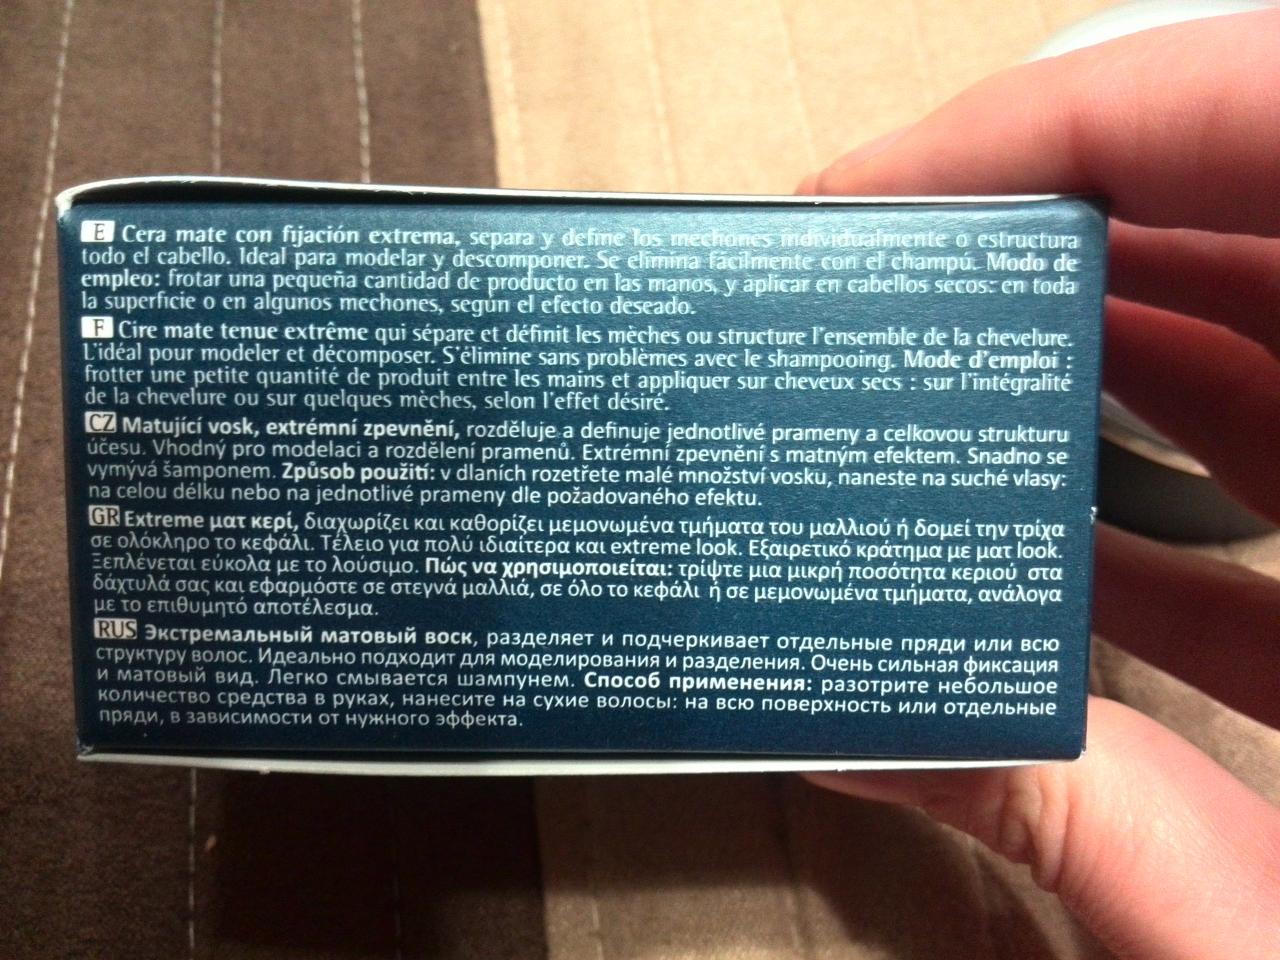 E Cera mate con fijación extrema, separa y define los mechones individualmente o estructura
todo el cabello. Ideal para modelar y descomponer. Se elimina fácilmente con el champú. Modo de
empleo: frotar una pequeña cantidad de producto en las manos, y aplicar en cabellos secos: en toda
la superficie o en algunos mechones, según el efecto deseado.
F Cire mate tenue extrême qui sépare et définit les mèches ou structure l'ensemble de la chevelure.
L'idéal pour modeler et décomposer. S'élimine sans problèmes avec le shampooing. Mode d'emploi :
frotter une petite quantité de produit entre les mains et appliquer sur cheveux secs : sur l'intégralité
de la chevelure ou sur quelques mèches, selon l'effet désiré.
CZ Matující vosk, extrémní zpevnění, rozděluje a definuje jednotlivé prameny a celkovou strukturu
účesu. Vhodný pro modelaci a rozdělení pramenů. Extrémní zpevnění s matným efektem. Snadno se
vymývá šamponem. Způsob použití: v dlaních rozetřete malé množství vosku, naneste na suché vlasy:
na celou délku nebo na jednotlivé prameny dle požadovaného efektu.
GR Extreme ματ κερί, διαχωρίζει και καθορίζει μεμονωμένα τμήματα του μαλλιού ή δομεί την τρίχα
σε ολόκληρο το κεφάλι. Τέλειο για πολύ ιδιαίτερα και extreme look. Εξαιρετικό κράτημα με ματ look.
Ξεπλένεται εύκολα με το λούσιμο. Πώς να χρησιμοποιείται: τρίψτε μια μικρή ποσότητα κεριού στα
δάχτυλά σας και εφαρμόστε σε στεγνά μαλλιά, σε όλο το κεφάλι ή σε μεμονωμένα τμήματα, ανάλογα
με το επιθυμητό αποτέλεσμα.
RUS Экстремальный матовый воск, разделяет и подчеркивает отдельные пряди или всю
структуру волос. Идеально подходит для моделирования и разделения. Очень сильная фиксация
и матовый вид. Легко смывается шампунем. Способ применения: разотрите небольшое
количество средства в руках, нанесите на сухие волосы: на всю поверхность или отдельные
пряди, в зависимости от нужного эффекта.